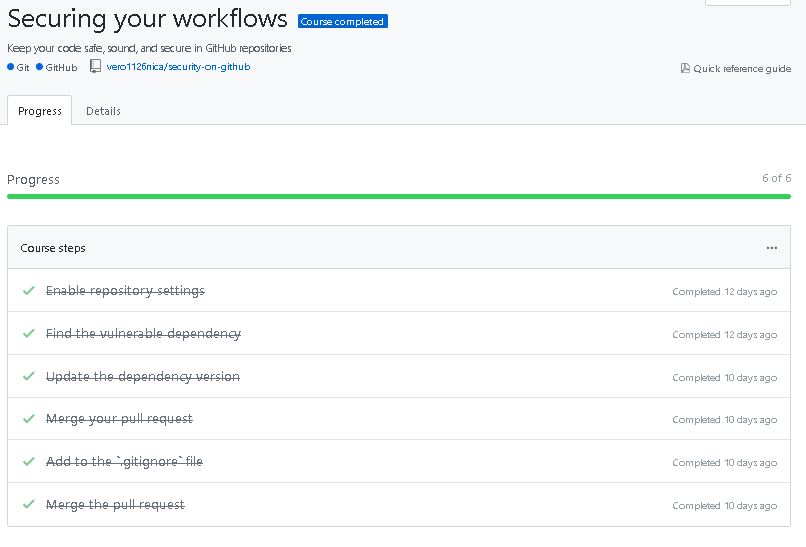 Securing your workflows Course completed
Keep your code safe, sound, and secure in GitHub repositories
Git GitHub vero1126nica/security-on-github
Quick reference guide
Progress Details
Progress 6 of 6
Course steps ...
Enable repository settings Completed 12 days ago
Find the vulnerable dependency Completed 12 days ago
Update the dependency version Completed 10 days ago
Merge your pull request Completed 10 days ago
Add to the `.gitignore` file Completed 10 days ago
Merge the pull request Completed 10 days ago